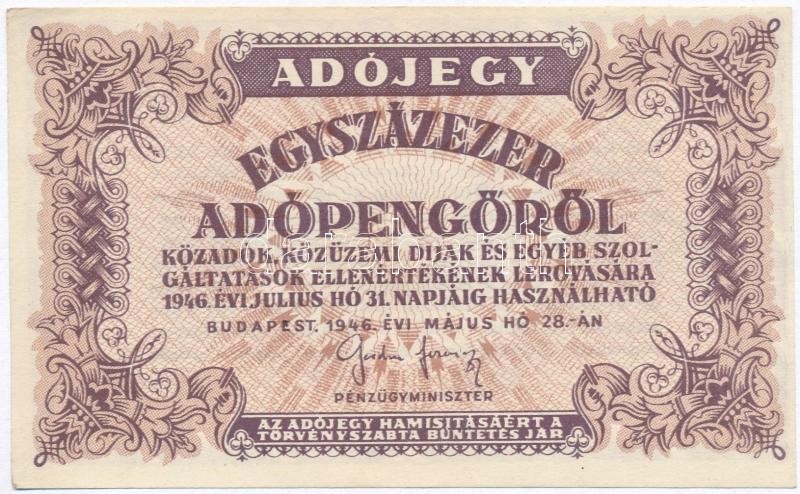 ADÓJEGY
EGYSZÁZEZER
ADÓPENGŐRŐL
KÖZADÓK, KÖZÜZEMI DIJAK ÉS EGYÉB SZOL-
GÁLTATÁSOK ELLENÉRTÉKÉNEK LEROVÁSÁRA
1946. ÉVI JULIUS HÓ 31. NAPJÁIG HASZNÁLHATÓ
BUDAPEST. 1946. ÉVI MÁJUS HÓ 28.-ÁN
PÉNZÜGYMINISZTER
AZ ADÓJEGY HAMISITÁSÁÉRT A
TÖRVÉNYSZABTA BÜNTETÉS JÁR